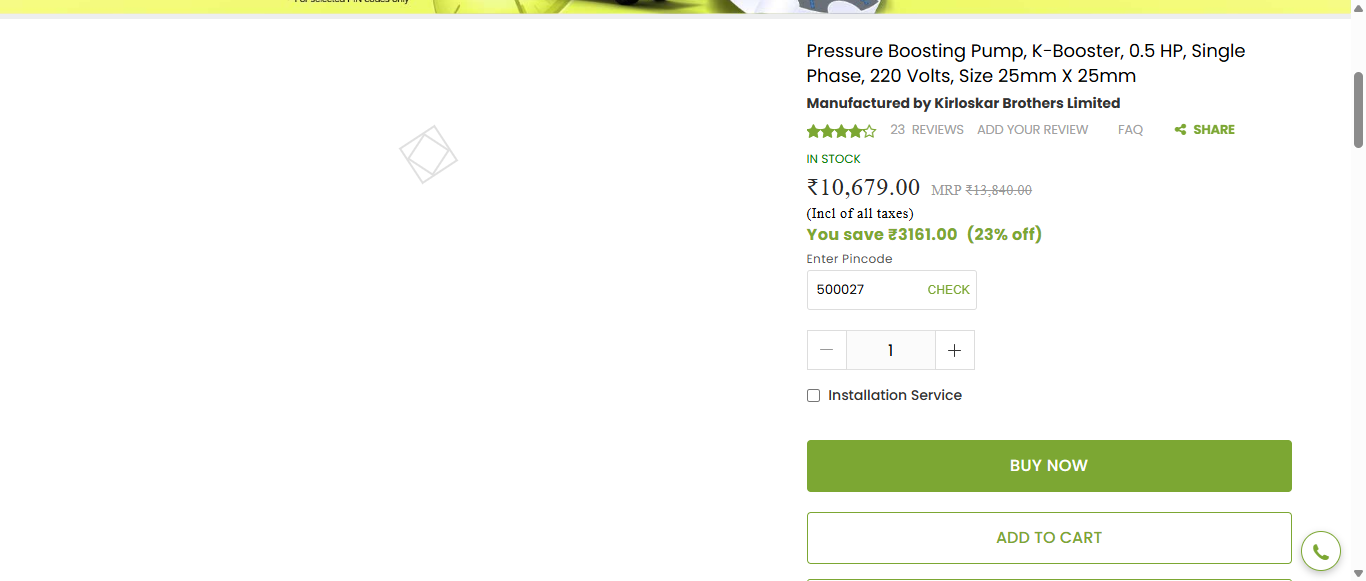 For selected PIN codes only
Pressure Boosting Pump, K-Booster, 0.5 HP, Single
Phase, 220 Volts, Size 25mm X 25mm
Manufactured by Kirloskar Brothers Limited
23 REVIEWS ADD YOUR REVIEW FAQ SHARE
IN STOCK
₹10,679.00 MRP ₹13,840.00
(Incl of all taxes)
You save ₹3161.00 (23% off)
Enter Pincode
500027 CHECK
1
Installation Service
BUY NOW
ADD TO CART